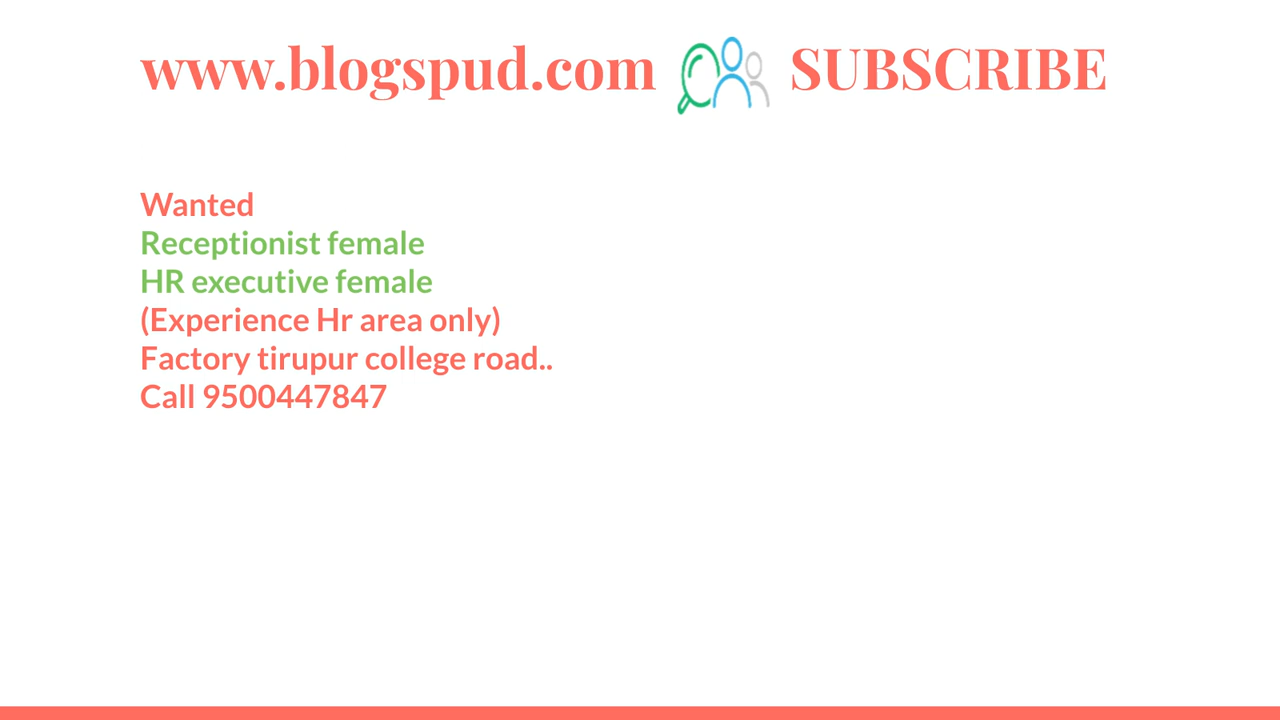 www.blogspud.com SUBSCRIBE
Wanted
Receptionist female
HR executive female
(Experience Hr area only)
Factory tirupur college road..
Call 9500447847